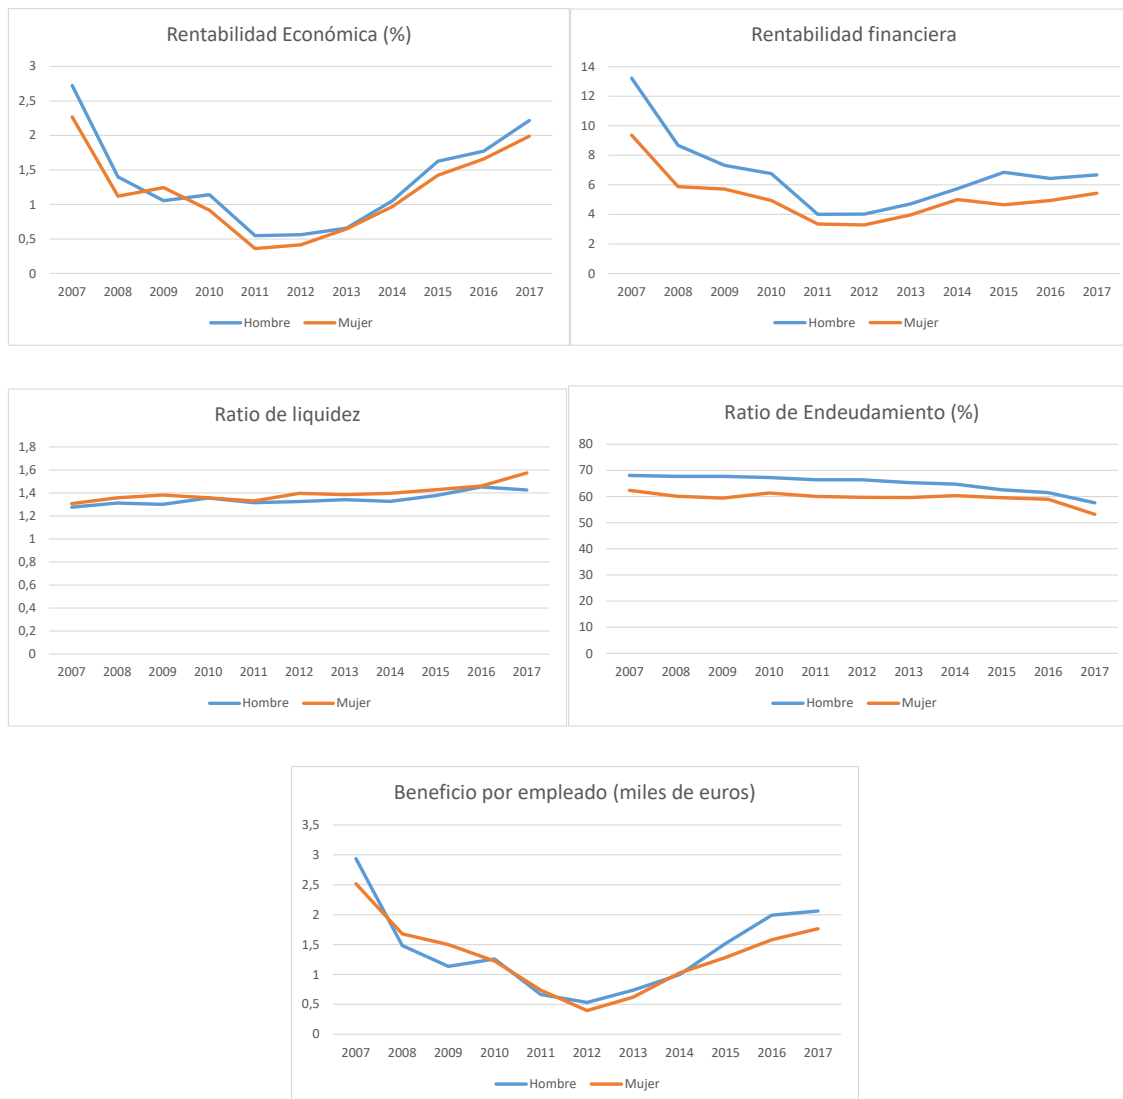 Rentabilidad Económica (%)
3
2,5
2
1,5
1
0,5
0
2007 2008 2009 2010 2011 2012 2013 2014 2015 2016 2017
Hombre Mujer
Rentabilidad financiera
14
12
10
8
6
4
2
0
2007 2008 2009 2010 2011 2012 2013 2014 2015 2016 2017
Hombre Mujer
Ratio de liquidez
1,8
1,6
1,4
1,2
1
0,8
0,6
0,4
0,2
0
2007 2008 2009 2010 2011 2012 2013 2014 2015 2016 2017
Hombre Mujer
Ratio de Endeudamiento (%)
80
70
60
50
40
30
20
10
0
2007 2008 2009 2010 2011 2012 2013 2014 2015 2016 2017
Hombre Mujer
Beneficio por empleado (miles de euros)
3,5
3
2,5
2
1,5
1
0,5
0
2007 2008 2009 2010 2011 2012 2013 2014 2015 2016 2017
Hombre Mujer